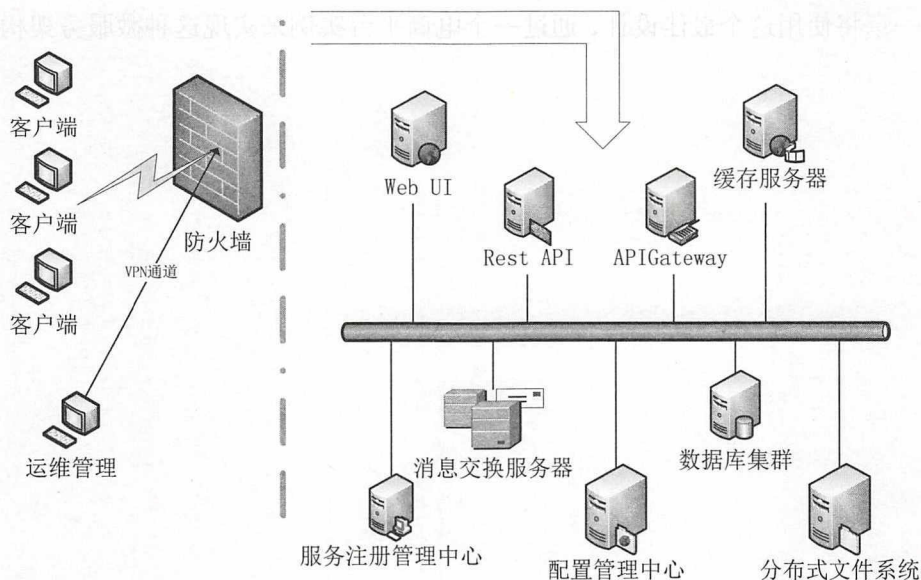 客户端
客户端
客户端
防火墙
VPN通道
运维管理
Web UI
Rest API
APIGateway
缓存服务器
消息交换服务器
数据库集群
服务注册管理中心
配置管理中心
分布式文件系统